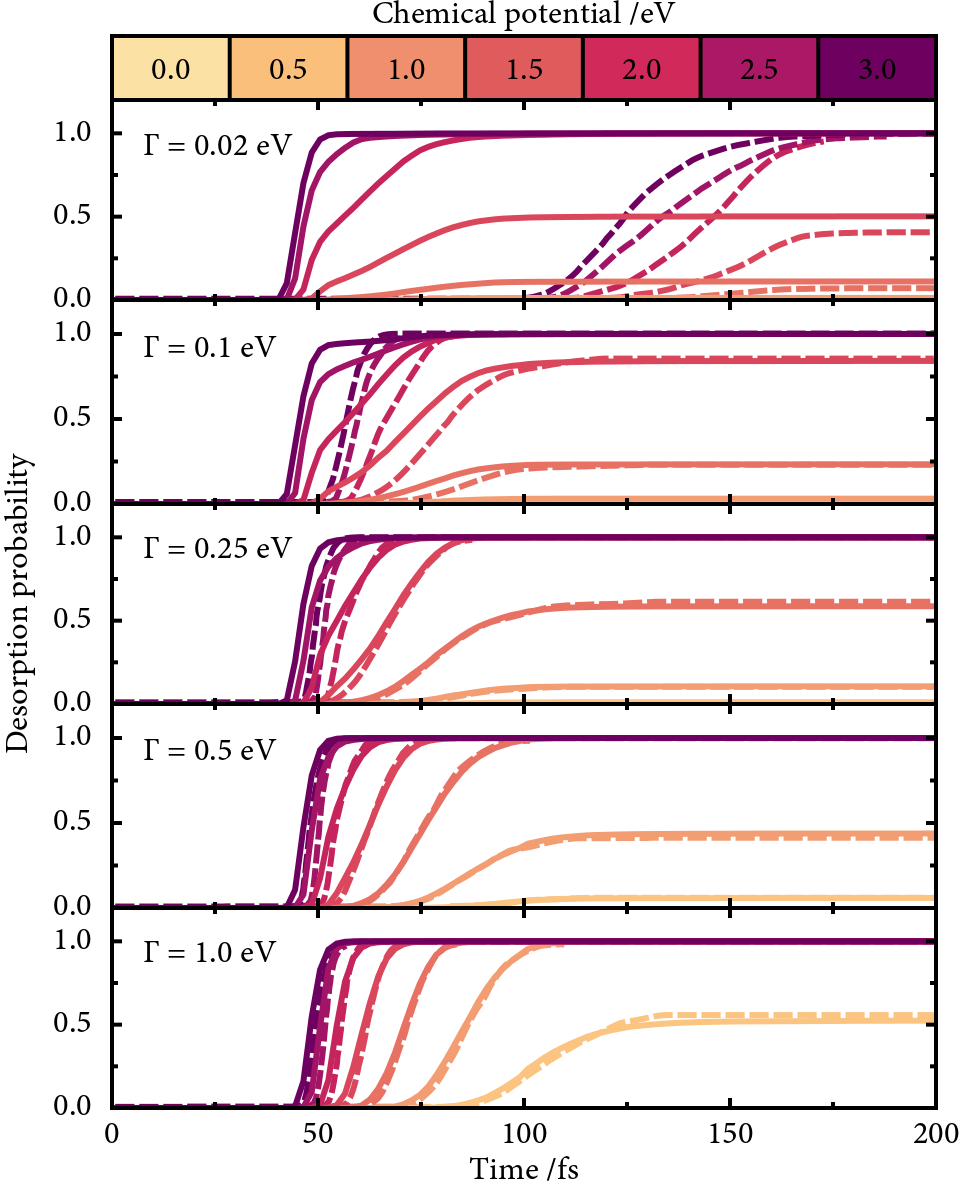 Chemical potential /eV
0.0 0.5 1.0 1.5 2.0 2.5 3.0
1.0
Γ = 0.02 eV
0.5
0.0
1.0
Γ = 0.1 eV
0.5
0.0
Desorption probability
1.0
Γ = 0.25 eV
0.5
0.0
1.0
Γ = 0.5 eV
0.5
0.0
1.0
Γ = 1.0 eV
0.5
0.0
0 50 100 150 200
Time /fs